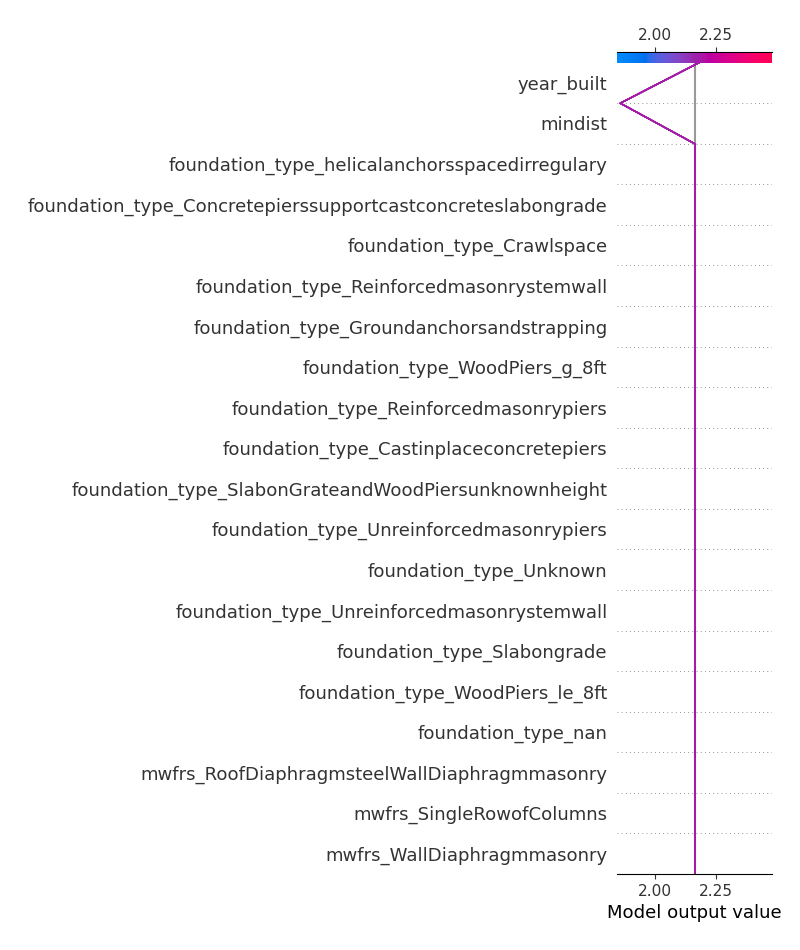 2.00 2.25
year_built
mindist
foundation_type_helicalanchorsspacedirregulary
foundation_type_Concretepierssupportcastconcreteslabongrade
foundation_type_Crawlspace
foundation_type_Reinforcedmasonrystemwall
foundation_type_Groundanchorsandstrapping
foundation_type_WoodPiers_g_8ft
foundation_type_Reinforcedmasonrypiers
foundation_type_Castinplaceconcretepiers
foundation_type_SlabonGrateandWoodPiersunknownheight
foundation_type_Unreinforcedmasonrypiers
foundation_type_Unknown
foundation_type_Unreinforcedmasonrystemwall
foundation_type_Slabongrade
foundation_type_WoodPiers_le_8ft
foundation_type_nan
mwfrs_RoofDiaphragmsteelWallDiaphragmmasonry
mwfrs_SingleRowofColumns
mwfrs_WallDiaphragmmasonry
2.00 2.25
Model output value